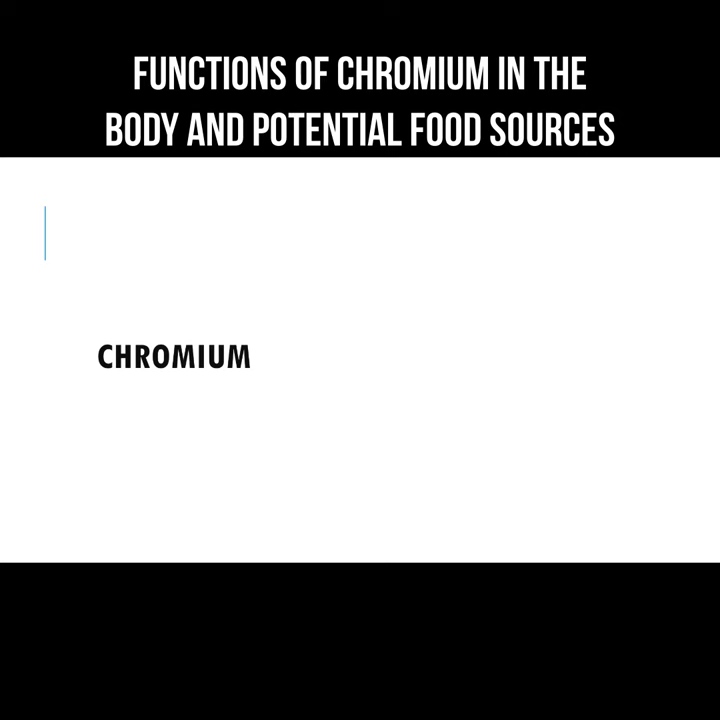 FUNCTIONS OF CHROMIUM IN THE
BODY AND POTENTIAL FOOD SOURCES
CHROMIUM